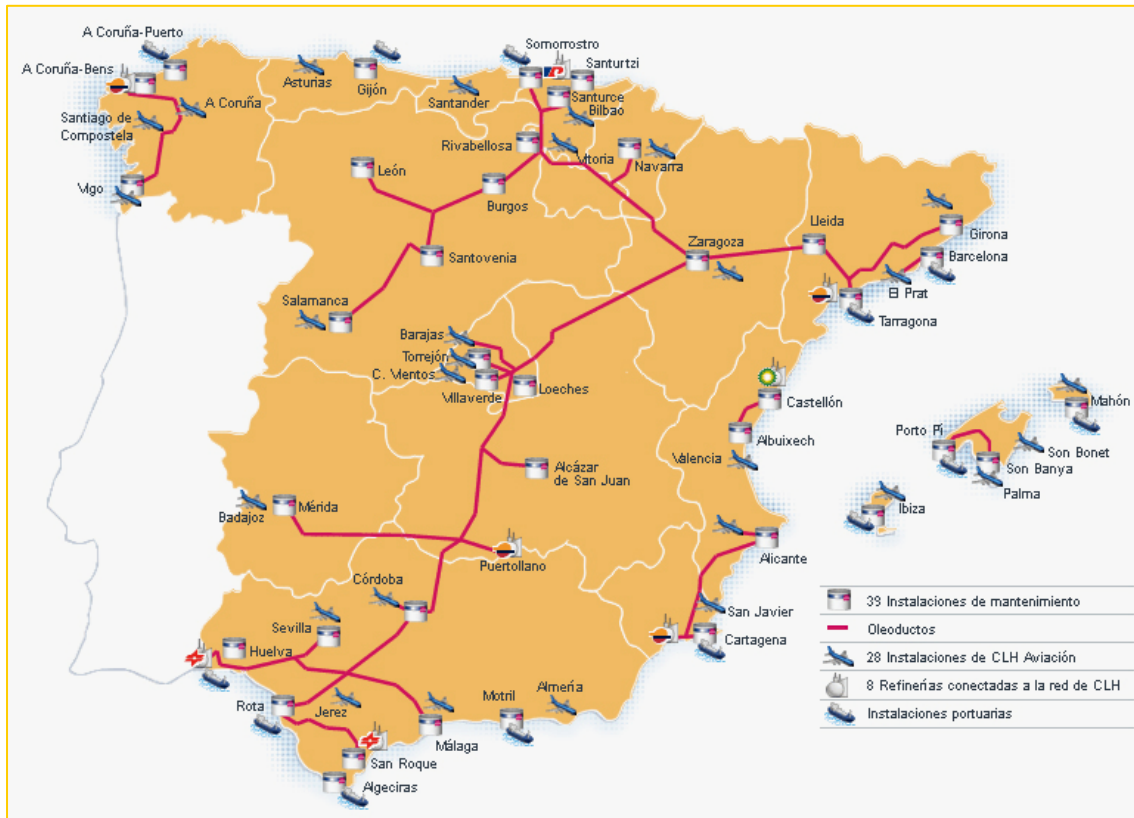 A Coruña-Puerto
A Coruña-Bens
Asturias
Gijón
Santander
Somorrostro
Santurtzi
Santurce
Bilbao
A Coruña
Santiago de
Compostela
Vigo
León
Rivabellosa
Vitoria
Navarra
Burgos
Santovenia
Salamanca
Zaragoza
Lleida
Girona
Barcelona
El Prat
Tarragona
Barajas
Torrejón
C. Vientos
Villaverde
Loeches
Castellón
Albuixech
Valencia
Mahón
Porto Pí
Son Bonet
Son Banya
Palma
Ibiza
Alcázar
de San Juan
Mérida
Badajoz
Puertollano
Alicante
Córdoba
San Javier
Cartagena
Sevilla
Huelva
Rota
Jerez
Málaga
Motril
Almería
San Roque
Algeciras
39 Instalaciones de mantenimiento
Oleoductos
28 Instalaciones de CLH Aviación
8 Refinerías conectadas a la red de CLH
Instalaciones portuarias